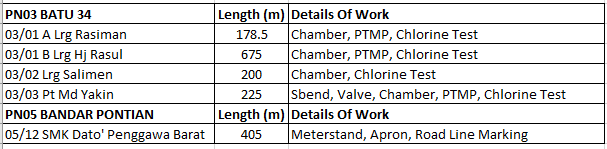 PN03 BATU 34 Length (m) Details Of Work
03/01 A Lrg Rasiman 178.5 Chamber, PTMP, Chlorine Test
03/01 B Lrg Hj Rasul 675 Chamber, PTMP, Chlorine Test
03/02 Lrg Salimen 200 Chamber, Chlorine Test
03/03 Pt Md Yakin 225 Sbend, Valve, Chamber, PTMP, Chlorine Test
PN05 BANDAR PONTIAN Length (m) Details Of Work
05/12 SMK Dato' Penggawa Barat 405 Meterstand, Apron, Road Line Marking